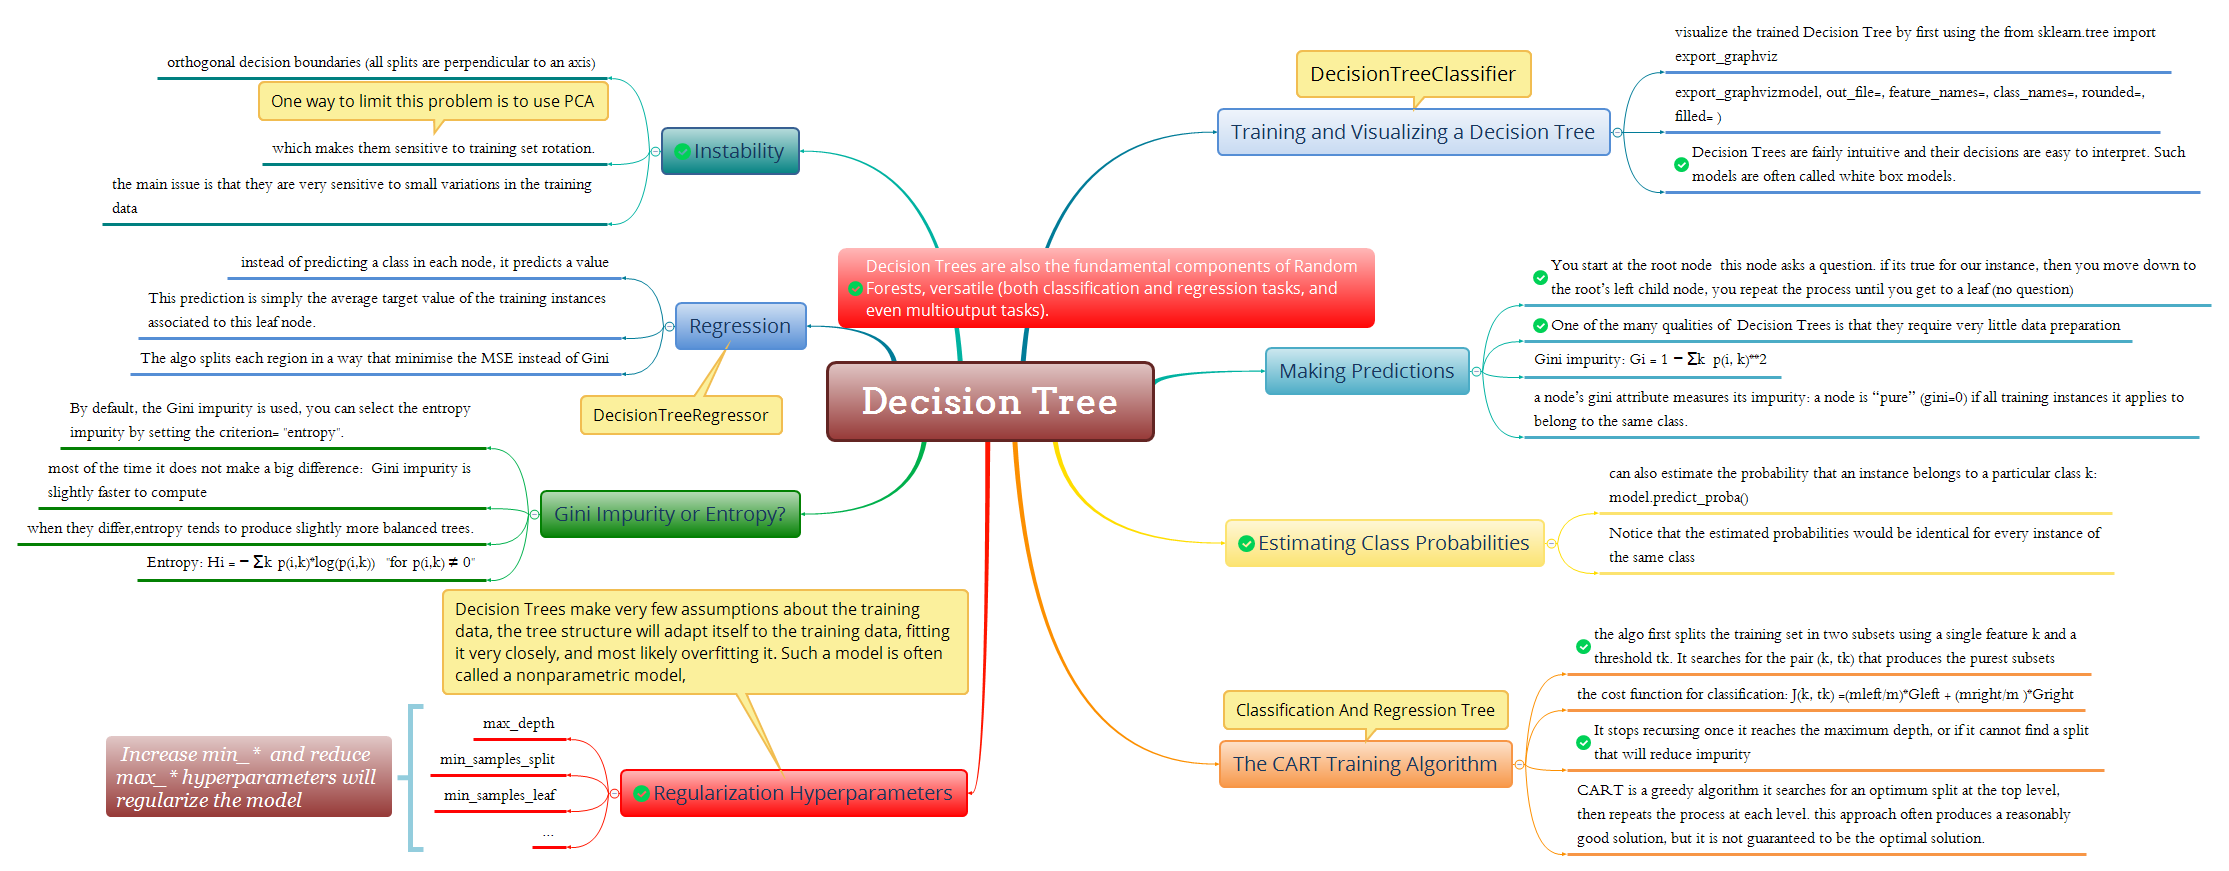 Decision Tree
Decision Trees are also the fundamental components of Random
Forests, versatile (both classification and regression tasks, and
even multioutput tasks).
DecisionTreeClassifier
Training and Visualizing a Decision Tree
visualize the trained Decision Tree by first using the from sklearn.tree import
export_graphviz
export_graphvizmodel, out_file=, feature_names=, class_names=, rounded=,
filled= )
Decision Trees are fairly intuitive and their decisions are easy to interpret. Such
models are often called white box models.
Making Predictions
You start at the root node  this node asks a question. if its true for our instance, then you move down to
the root’s left child node, you repeat the process until you get to a leaf (no question)
One of the many qualities of  Decision Trees is that they require very little data preparation
Gini impurity: Gi = 1 − Σk  p(i, k)**2
a node’s gini attribute measures its impurity: a node is “pure” (gini=0) if all training instances it applies to
belong to the same class.
Estimating Class Probabilities
can also estimate the probability that an instance belongs to a particular class k:
model.predict_proba()
Notice that the estimated probabilities would be identical for every instance of
the same class
Classification And Regression Tree
The CART Training Algorithm
the algo first splits the training set in two subsets using a single feature k and a
threshold tk. It searches for the pair (k, tk) that produces the purest subsets
the cost function for classification: J(k, tk) =(mleft/m)*Gleft + (mright/m )*Gright
It stops recursing once it reaches the maximum depth, or if it cannot find a split
that will reduce impurity
CART is a greedy algorithm it searches for an optimum split at the top level,
then repeats the process at each level. this approach often produces a reasonably
good solution, but it is not guaranteed to be the optimal solution.
Instability
orthogonal decision boundaries (all splits are perpendicular to an axis)
One way to limit this problem is to use PCA
which makes them sensitive to training set rotation.
the main issue is that they are very sensitive to small variations in the training
data
Regression
DecisionTreeRegressor
instead of predicting a class in each node, it predicts a value
This prediction is simply the average target value of the training instances
associated to this leaf node.
The algo splits each region in a way that minimise the MSE instead of Gini
Gini Impurity or Entropy?
By default, the Gini impurity is used, you can select the entropy
impurity by setting the criterion= "entropy".
most of the time it does not make a big difference:  Gini impurity is
slightly faster to compute
when they differ,entropy tends to produce slightly more balanced trees.
Entropy: Hi = − Σk  p(i,k)*log(p(i,k))   "for p(i,k) ≠ 0"
Decision Trees make very few assumptions about the training
data, the tree structure will adapt itself to the training data, fitting
it very closely, and most likely overfitting it. Such a model is often
called a nonparametric model,
Regularization Hyperparameters
max_depth
min_samples_split
min_samples_leaf
...
Increase min_*  and reduce
max_* hyperparameters will
regularize the model